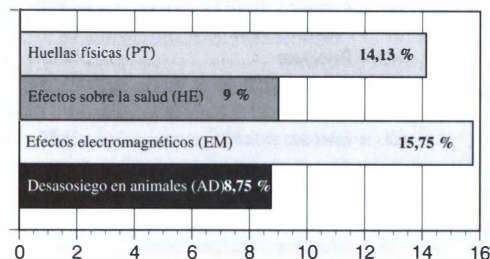 Huellas físicas (PT) 14,13 %
Efectos sobre la salud (HE) 9 %
Efectos electromagnéticos (EM) 15,75 %
Desasosiego en animales (AD) 8,75 %
0 2 4 6 8 10 12 14 16